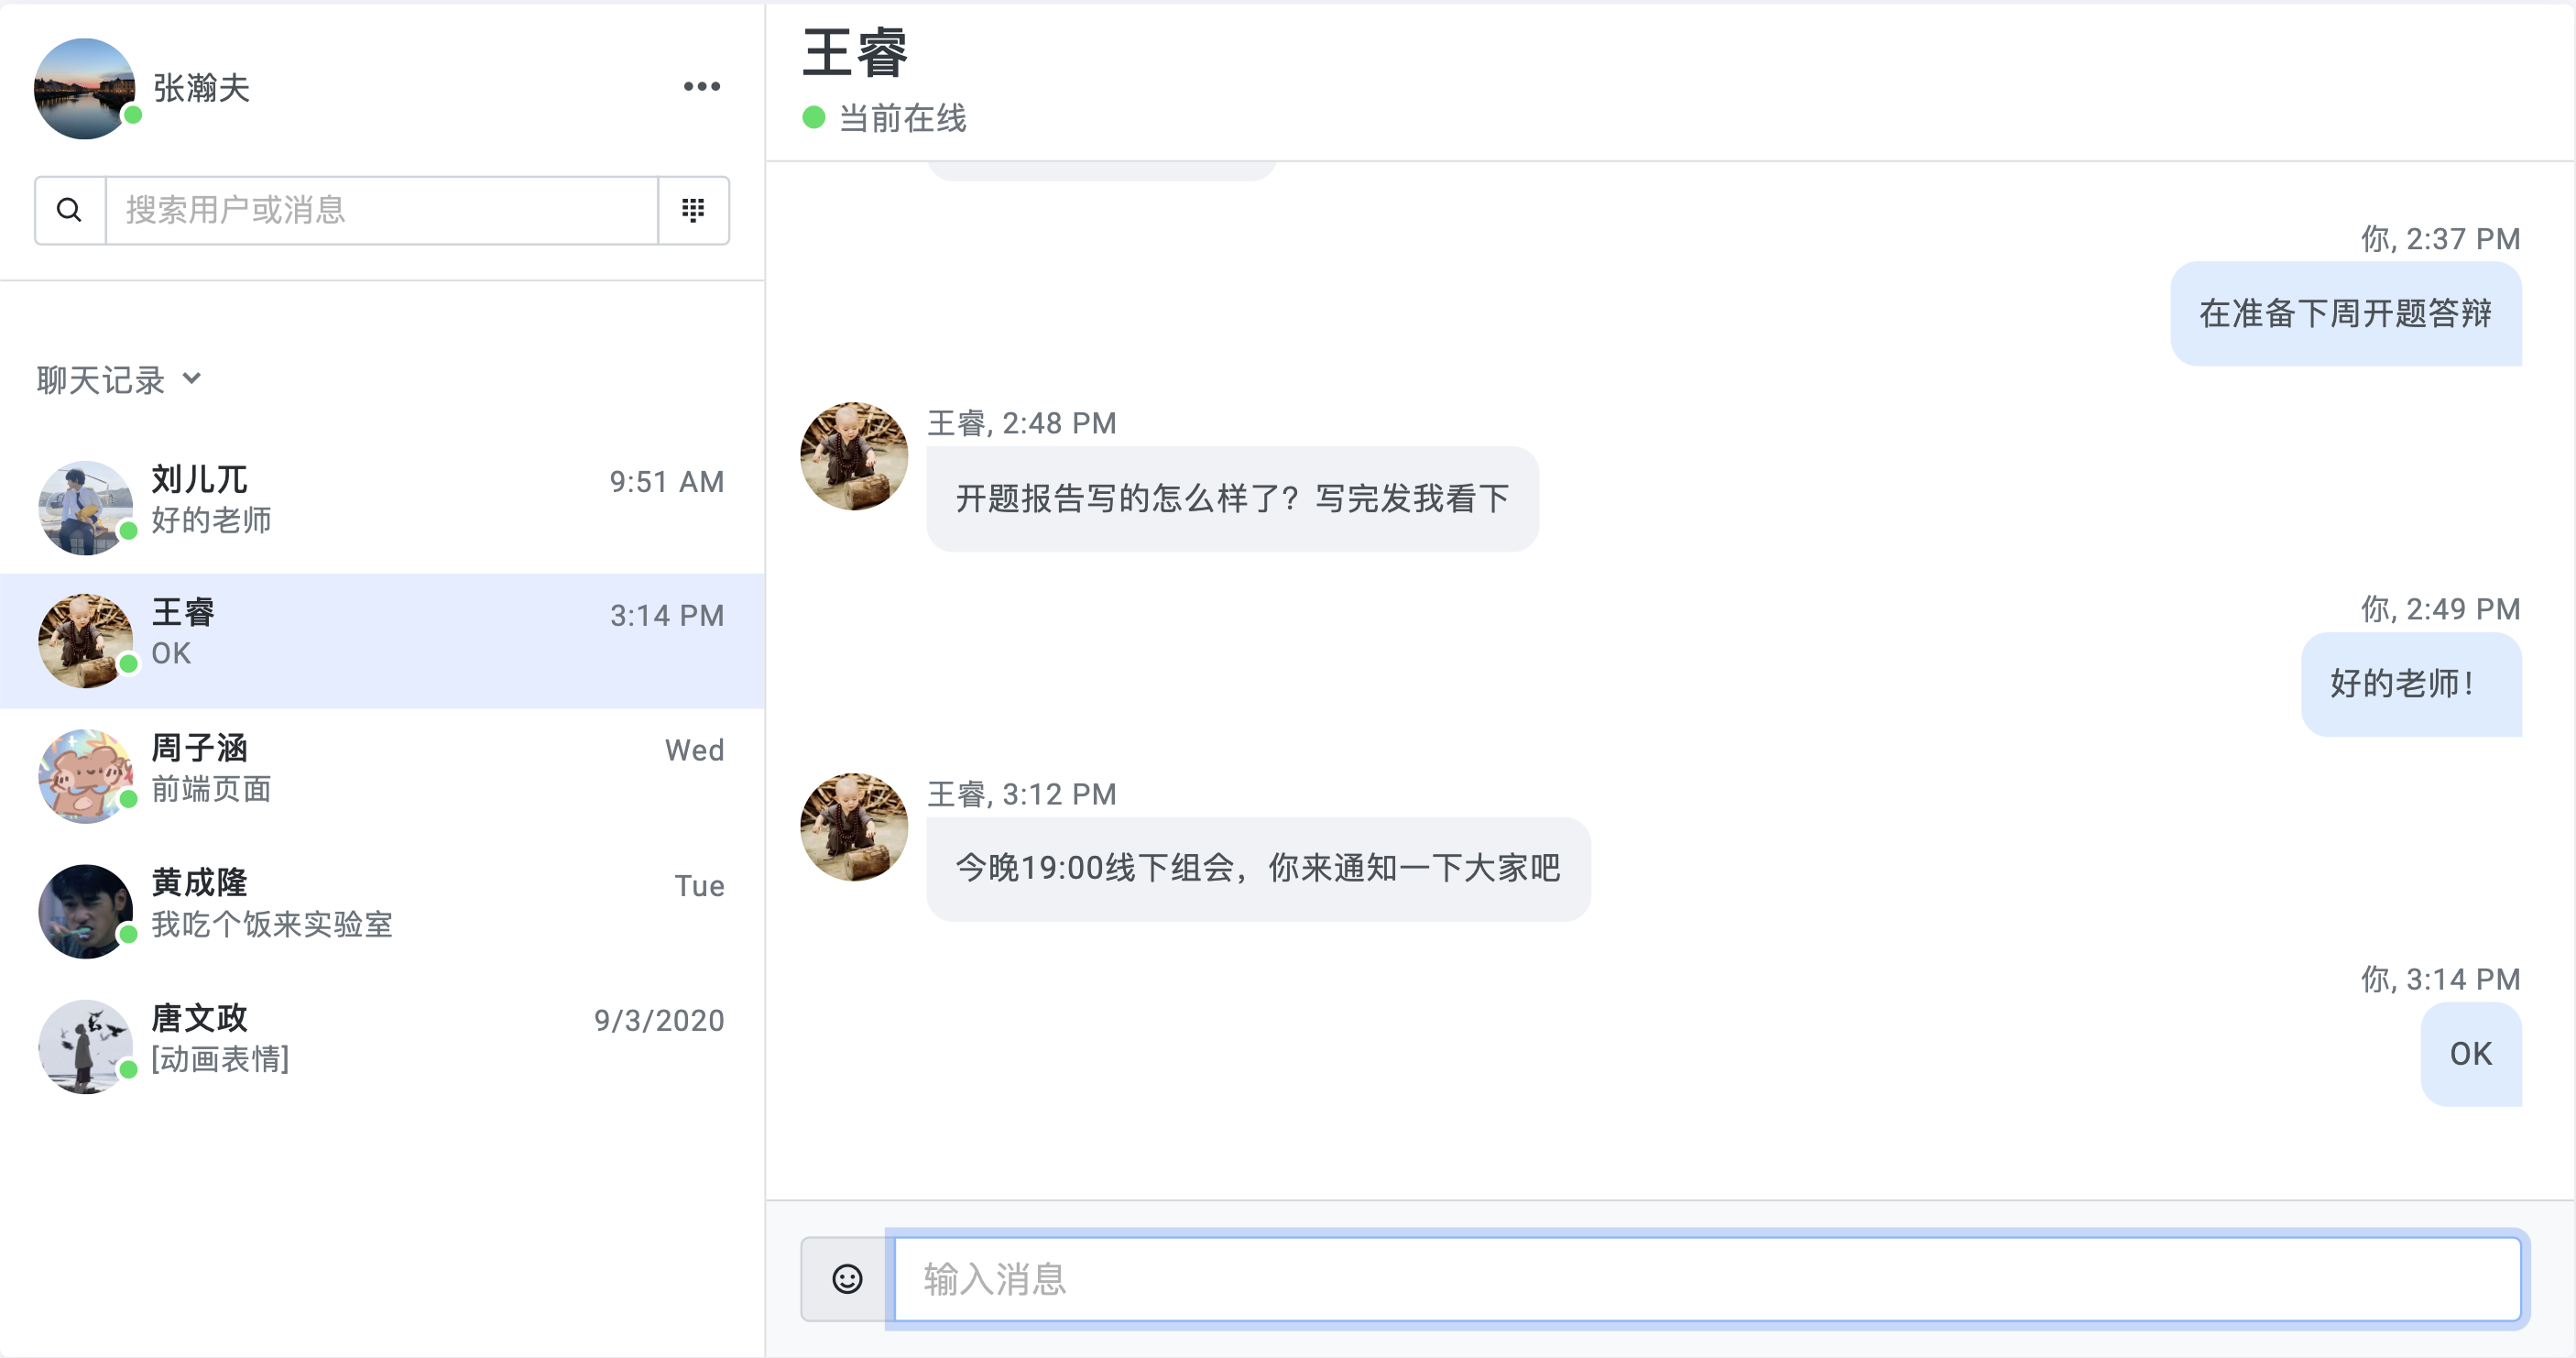 张瀚夫
搜索用户或消息
聊天记录
刘儿兀
9:51 AM
好的老师
王睿
3:14 PM
OK
周子涵
Wed
前端页面
黄成隆
Tue
我吃个饭来实验室
唐文政
9/3/2020
[动画表情]
王睿
当前在线
你, 2:37 PM
在准备下周开题答辩
王睿, 2:48 PM
开题报告写的怎么样了？写完发我看下
你, 2:49 PM
好的老师！
王睿, 3:12 PM
今晚19:00线下组会，你来通知一下大家吧
你, 3:14 PM
OK
输入消息